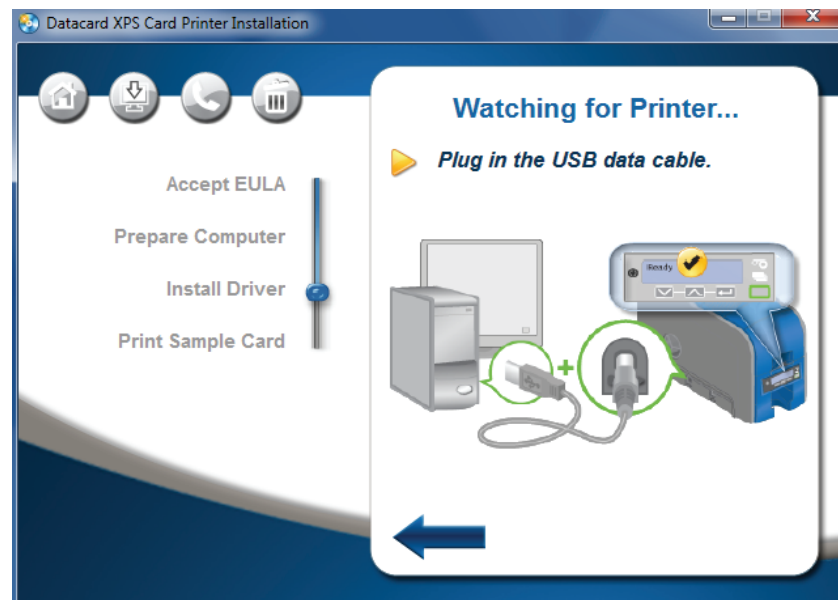 Datacard XPS Card Printer Installation
Accept EULA
Prepare Computer
Install Driver
Print Sample Card
Watching for Printer...
Plug in the USB data cable.
Ready